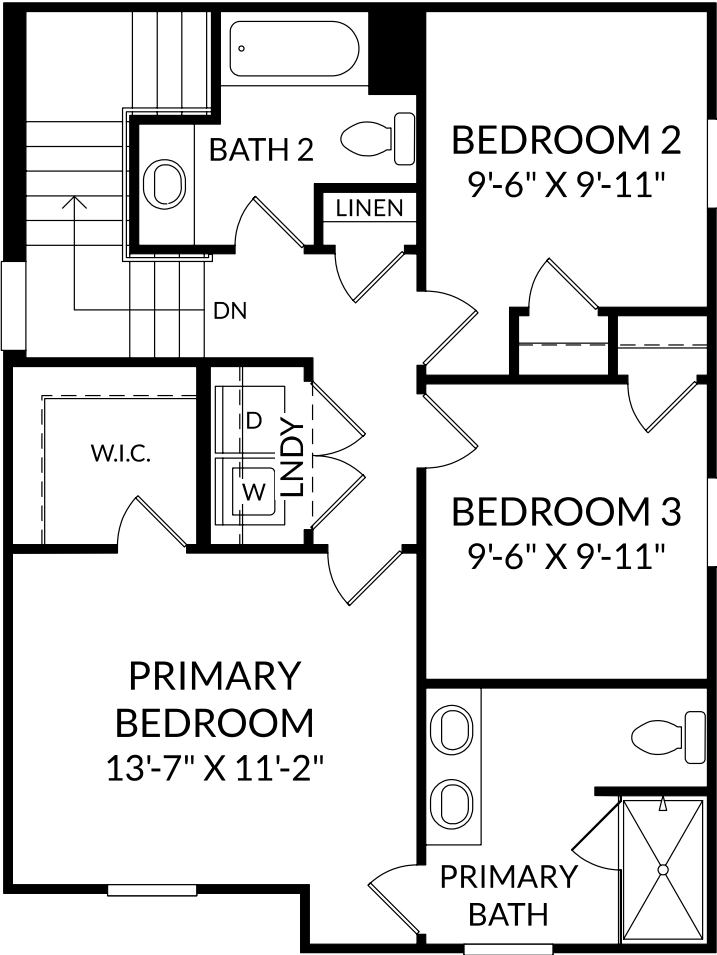 BATH 2
BEDROOM 2
9'-6" X 9'-11"
LINEN
DN
D
W
LNDY
W.I.C.
BEDROOM 3
9'-6" X 9'-11"
PRIMARY
BEDROOM
13'-7" X 11'-2"
PRIMARY
BATH